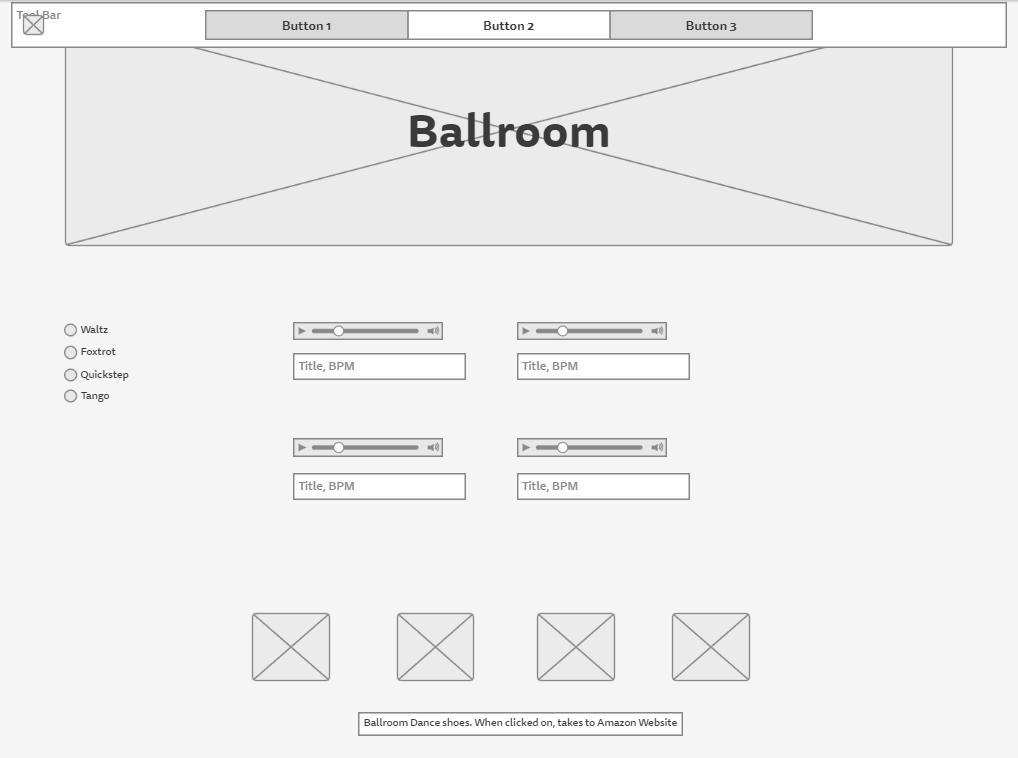 Tool Bar
Button 1
Button 2
Button 3
Ballroom
Waltz
Foxtrot
Quickstep
Tango
Title, BPM
Title, BPM
Title, BPM
Title, BPM
Ballroom Dance shoes. When clicked on, takes to Amazon Website